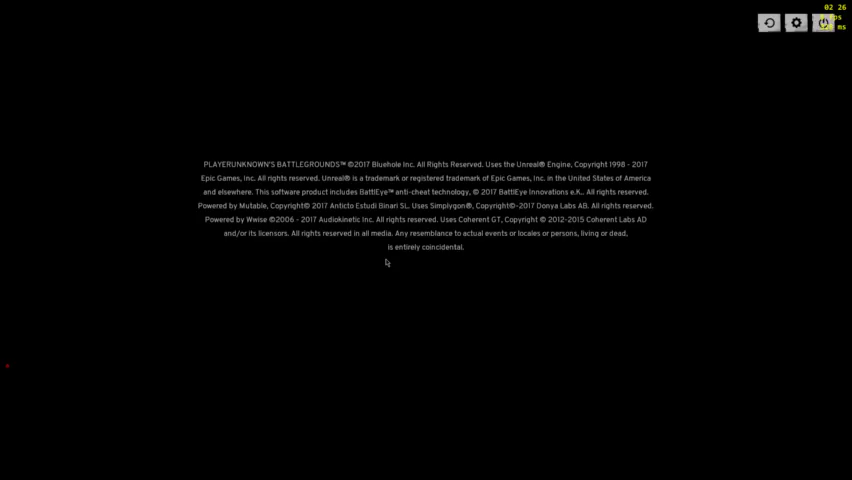 02 26
PLAYERUNKNOWN'S BATTLEGROUNDS™ ©2017 Bluehole Inc. All Rights Reserved. Uses the Unreal® Engine, Copyright 1998 - 2017
Epic Games, Inc. All rights reserved. Unreal® is a trademark or registered trademark of Epic Games, Inc. in the United States of America
and elsewhere. This software product includes BattlEye™ anti-cheat technology, © 2017 BattlEye Innovations e.K.. All rights reserved.
Powered by Mutable, Copyright© 2017 Anticto Estudi Binari SL. Uses Simplygon®, Copyright©-2017 Donya Labs AB. All rights reserved.
Powered by Wwise ©2006 - 2017 Audiokinetic Inc. All rights reserved. Uses Coherent GT, Copyright © 2012-2015 Coherent Labs AD
and/or its licensors. All rights reserved in all media. Any resemblance to actual events or locales or persons, living or dead,
is entirely coincidental.